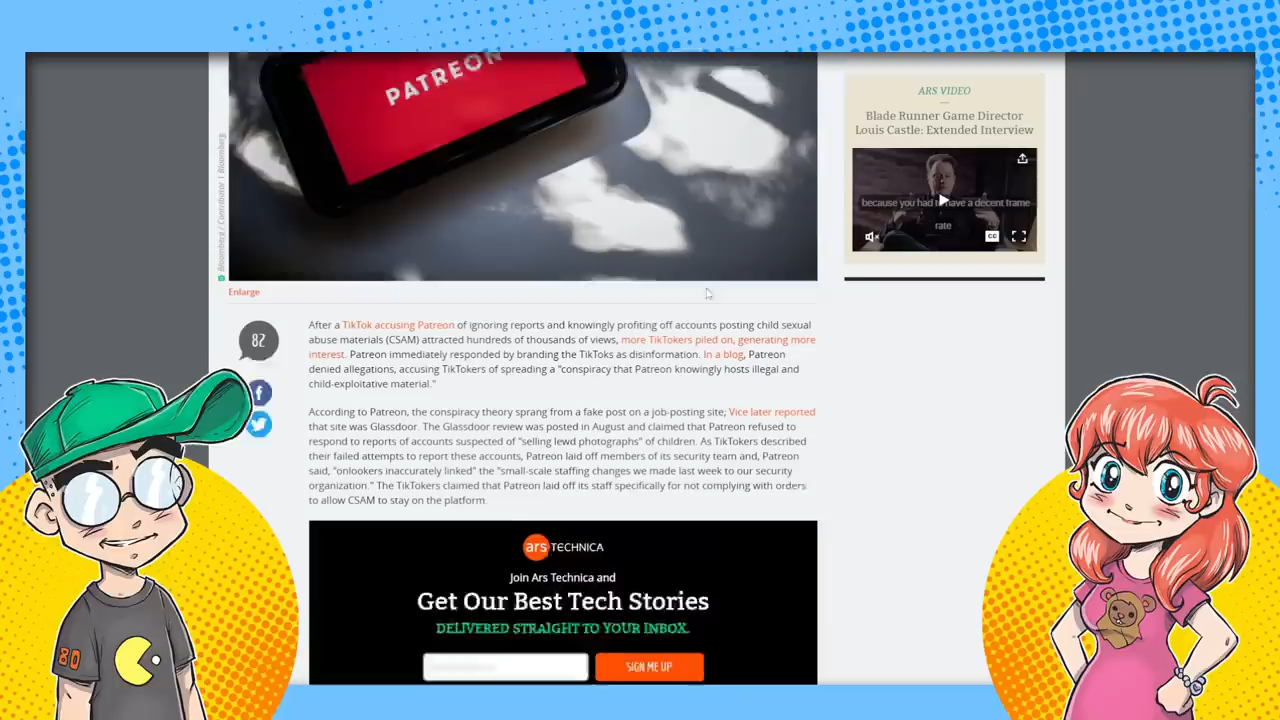 PATREON
Bloomberg / Contributor | Bloomberg
Enlarge
ARS VIDEO
Blade Runner Game Director
Louis Castle: Extended Interview
because you had to have a decent frame
rate
CC
82
After a TikTok accusing Patreon of ignoring reports and knowingly profiting off accounts posting child sexual
abuse materials (CSAM) attracted hundreds of thousands of views, more TikTokers piled on, generating more
interest. Patreon immediately responded by branding the TikToks as disinformation. In a blog, Patreon
denied allegations, accusing TikTokers of spreading a "conspiracy that Patreon knowingly hosts illegal and
child-exploitative material."
According to Patreon, the conspiracy theory sprang from a fake post on a job-posting site; Vice later reported
that site was Glassdoor. The Glassdoor review was posted in August and claimed that Patreon refused to
respond to reports of accounts suspected of "selling lewd photographs" of children. As TikTokers described
their failed attempts to report these accounts, Patreon laid off members of its security team and, Patreon
said, "onlookers inaccurately linked" the "small-scale staffing changes we made last week to our security
organization." The TikTokers claimed that Patreon laid off its staff specifically for not complying with orders
to allow CSAM to stay on the platform.
ars TECHNICA
Join Ars Technica and
Get Our Best Tech Stories
DELIVERED STRAIGHT TO YOUR INBOX.
SIGN ME UP
80